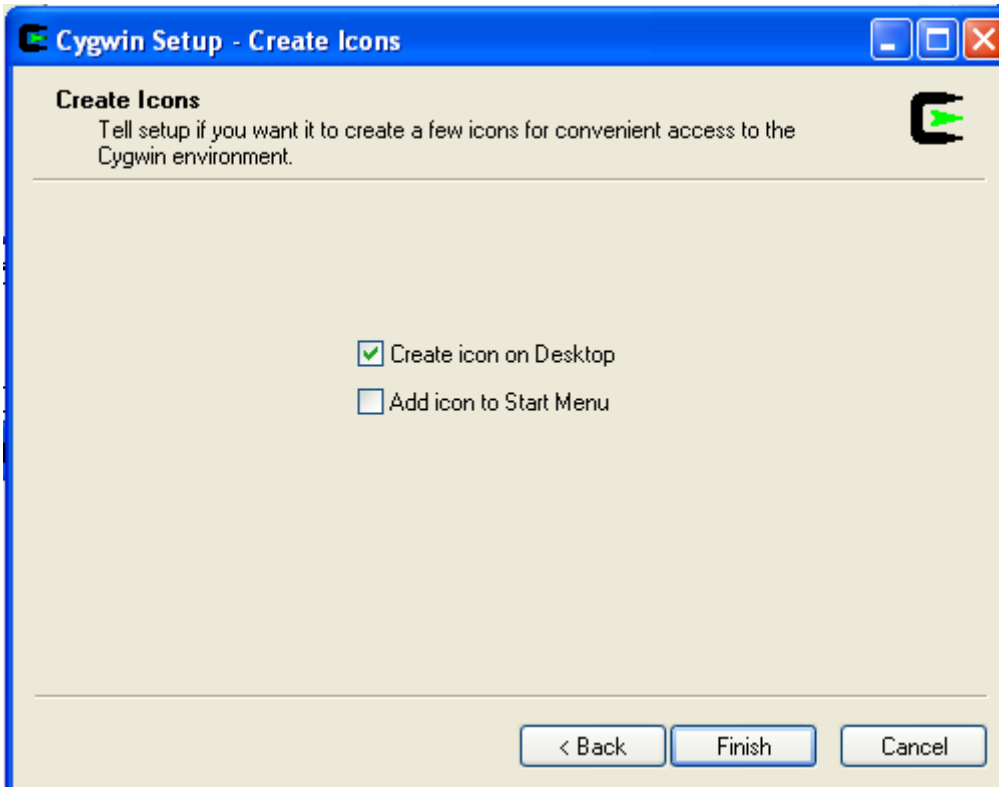 Cygwin Setup - Create Icons
Create Icons
Tell setup if you want it to create a few icons for convenient access to the
Cygwin environment.
Create icon on Desktop
Add icon to Start Menu
< Back
Finish
Cancel